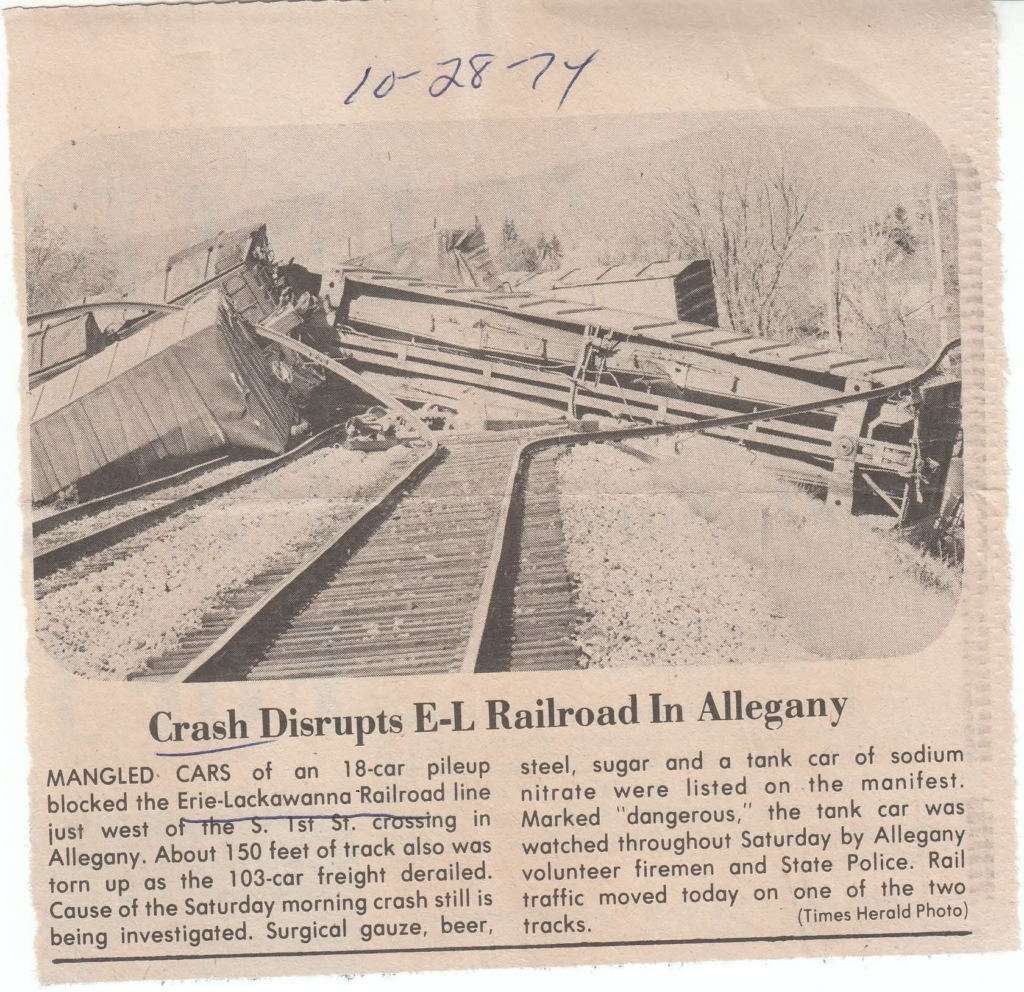 10-28-74
Crash Disrupts E-L Railroad In Allegany
MANGLED CARS of an 18-car pileup
blocked the Erie-Lackawanna Railroad line
just west of the S. 1st St. crossing in
Allegany. About 150 feet of track also was
torn up as the 103-car freight derailed.
Cause of the Saturday morning crash still is
being investigated. Surgical gauze, beer,
steel, sugar and a tank car of sodium
nitrate were listed on the manifest.
Marked "dangerous," the tank car was
watched throughout Saturday by Allegany
volunteer firemen and State Police. Rail
traffic moved today on one of the two
tracks.
(Times Herald Photo)